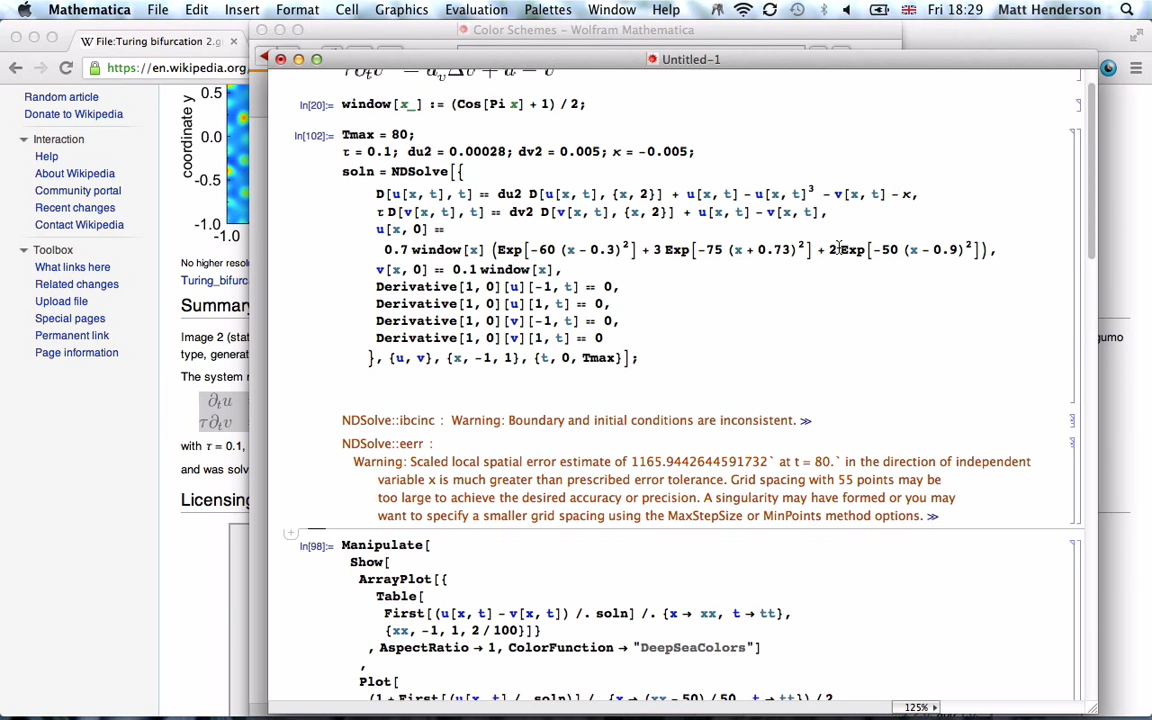 Mathematica File Edit Insert Format Cell Graphics Evaluation Palettes Window Help Fri 18:29 Matt Henderson
W File:Turing bifurcation 2.g ×
Color Schemes - Wolfram Mathematica
https://en.wikipedia.org
Untitled-1
Random article
Donate to Wikipedia
Interaction
Help
About Wikipedia
Community portal
Recent changes
Contact Wikipedia
Toolbox
What links here
Related changes
Upload file
Special pages
Permanent link
Page information
coordinate y
0.5
0.0
-0.5
-1.0
-1.0
No higher resol
Turing_bifurc
Summar
Image 2 (stat
type, generat
The system r
∂ₜu
τ∂ₜv
with τ = 0.1,
and was solv
Licensing
gumo
In[20]:= window[x_] := (Cos[Pi x] + 1) / 2;
In[102]:= Tmax = 80;
τ = 0.1; du2 = 0.00028; dv2 = 0.005; κ = -0.005;
soln = NDSolve[{
D[u[x, t], t] == du2 D[u[x, t], {x, 2}] + u[x, t] - u[x, t]³ - v[x, t] - κ,
τ D[v[x, t], t] == dv2 D[v[x, t], {x, 2}] + u[x, t] - v[x, t],
u[x, 0] ==
0.7 window[x] (Exp[-60 (x - 0.3)²] + 3 Exp[-75 (x + 0.73)²] + 2 Exp[-50 (x - 0.9)²]),
v[x, 0] == 0.1 window[x],
Derivative[1, 0][u][-1, t] == 0,
Derivative[1, 0][u][1, t] == 0,
Derivative[1, 0][v][-1, t] == 0,
Derivative[1, 0][v][1, t] == 0
}, {u, v}, {x, -1, 1}, {t, 0, Tmax}];
NDSolve::ibcinc : Warning: Boundary and initial conditions are inconsistent. ≫
NDSolve::eerr :
Warning: Scaled local spatial error estimate of 1165.9442644591732` at t = 80.` in the direction of independent
variable x is much greater than prescribed error tolerance. Grid spacing with 55 points may be
too large to achieve the desired accuracy or precision. A singularity may have formed or you may
want to specify a smaller grid spacing using the MaxStepSize or MinPoints method options. ≫
In[98]:= Manipulate[
Show[
ArrayPlot[{
Table[
First[(u[x, t] - v[x, t]) /. soln] /. {x → xx, t → tt},
{xx, -1, 1, 2 / 100}]}
, AspectRatio → 1, ColorFunction → "DeepSeaColors"]
,
Plot[
(1 + First[(u[x, t] /. soln)] /. {x → (xx - 50) / 50, t → tt}) / 2
125%